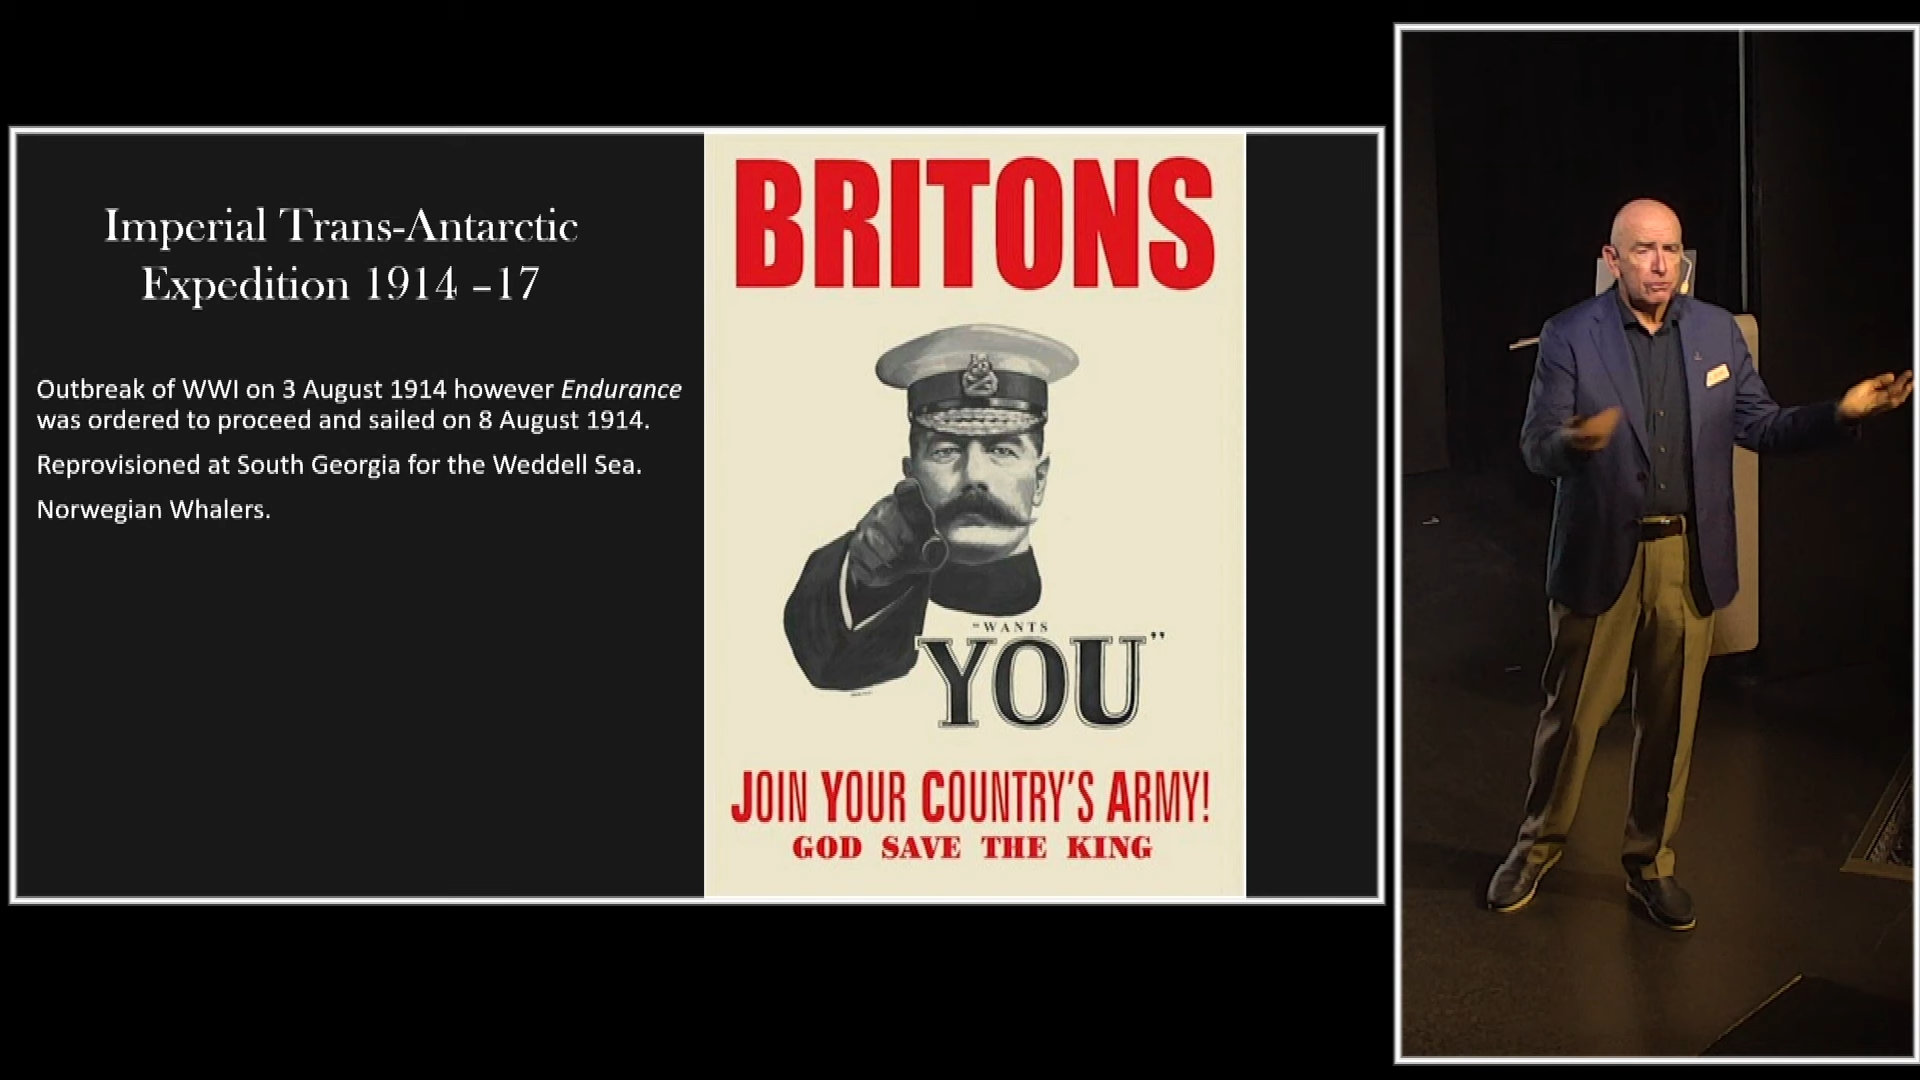 Imperial Trans-Antarctic
Expedition 1914 –17
Outbreak of WWI on 3 August 1914 however Endurance
was ordered to proceed and sailed on 8 August 1914.
Reprovisioned at South Georgia for the Weddell Sea.
Norwegian Whalers.
BRITONS
"WANTS
YOU"
JOIN YOUR COUNTRY'S ARMY!
GOD SAVE THE KING